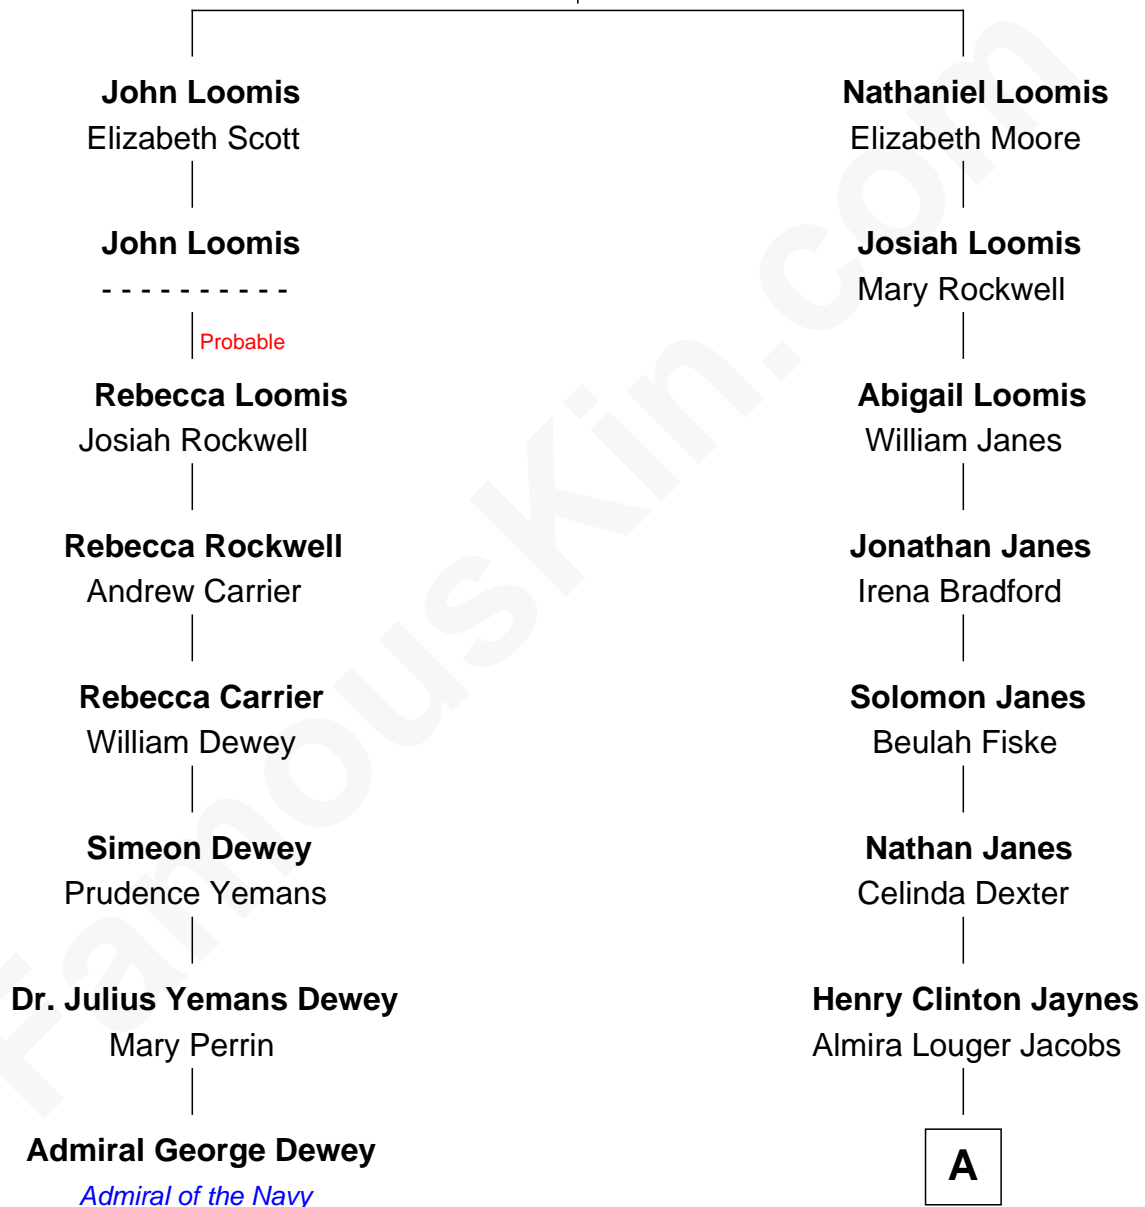 John Loomis
Elizabeth Scott
John Loomis
- - - - - - - - - -
Probable
Rebecca Loomis
Josiah Rockwell
Rebecca Rockwell
Andrew Carrier
Rebecca Carrier
William Dewey
Simeon Dewey
Prudence Yemans
Dr. Julius Yemans Dewey
Mary Perrin
Admiral George Dewey
Admiral of the Navy
Nathaniel Loomis
Elizabeth Moore
Josiah Loomis
Mary Rockwell
Abigail Loomis
William Janes
Jonathan Janes
Irena Bradford
Solomon Janes
Beulah Fiske
Nathan Janes
Celinda Dexter
Henry Clinton Jaynes
Almira Louger Jacobs
A
FamousKin.com